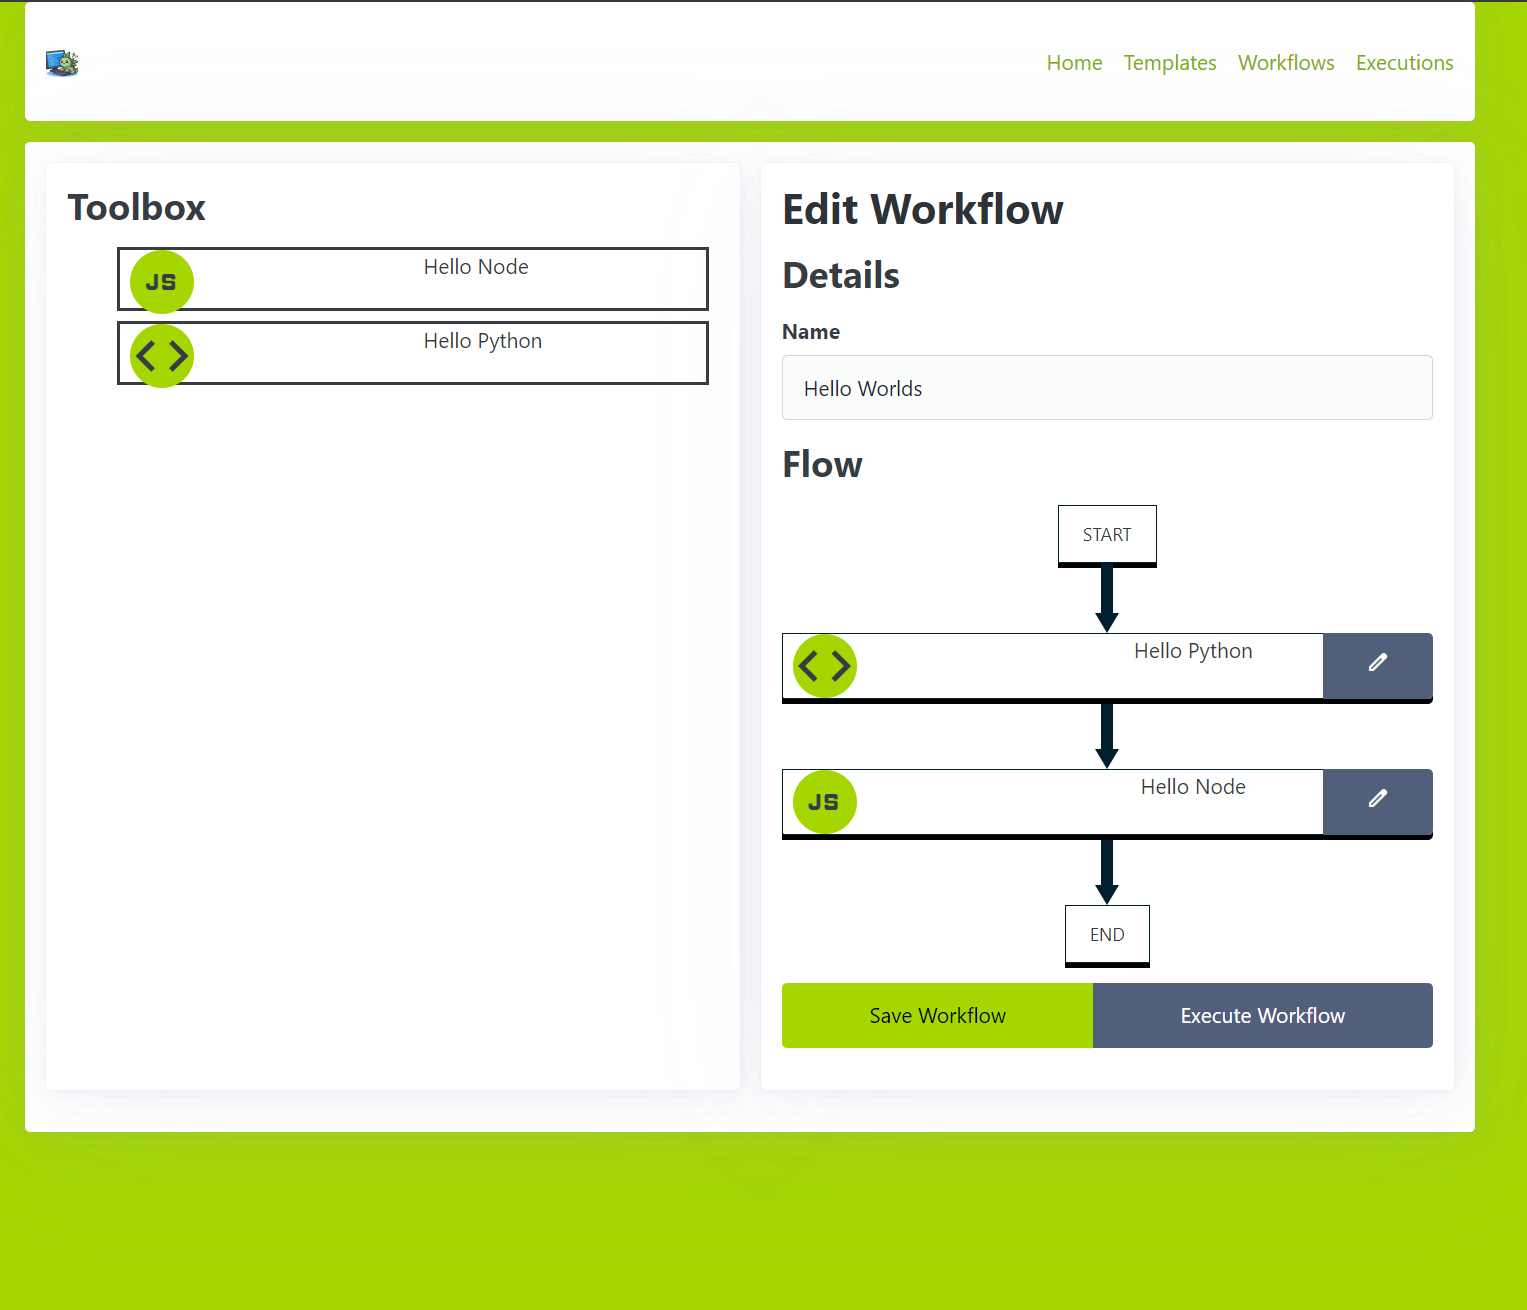 Home Templates Workflows Executions
Toolbox
JS Hello Node
Hello Python
Edit Workflow
Details
Name
Hello Worlds
Flow
START
Hello Python
JS Hello Node
END
Save Workflow Execute Workflow